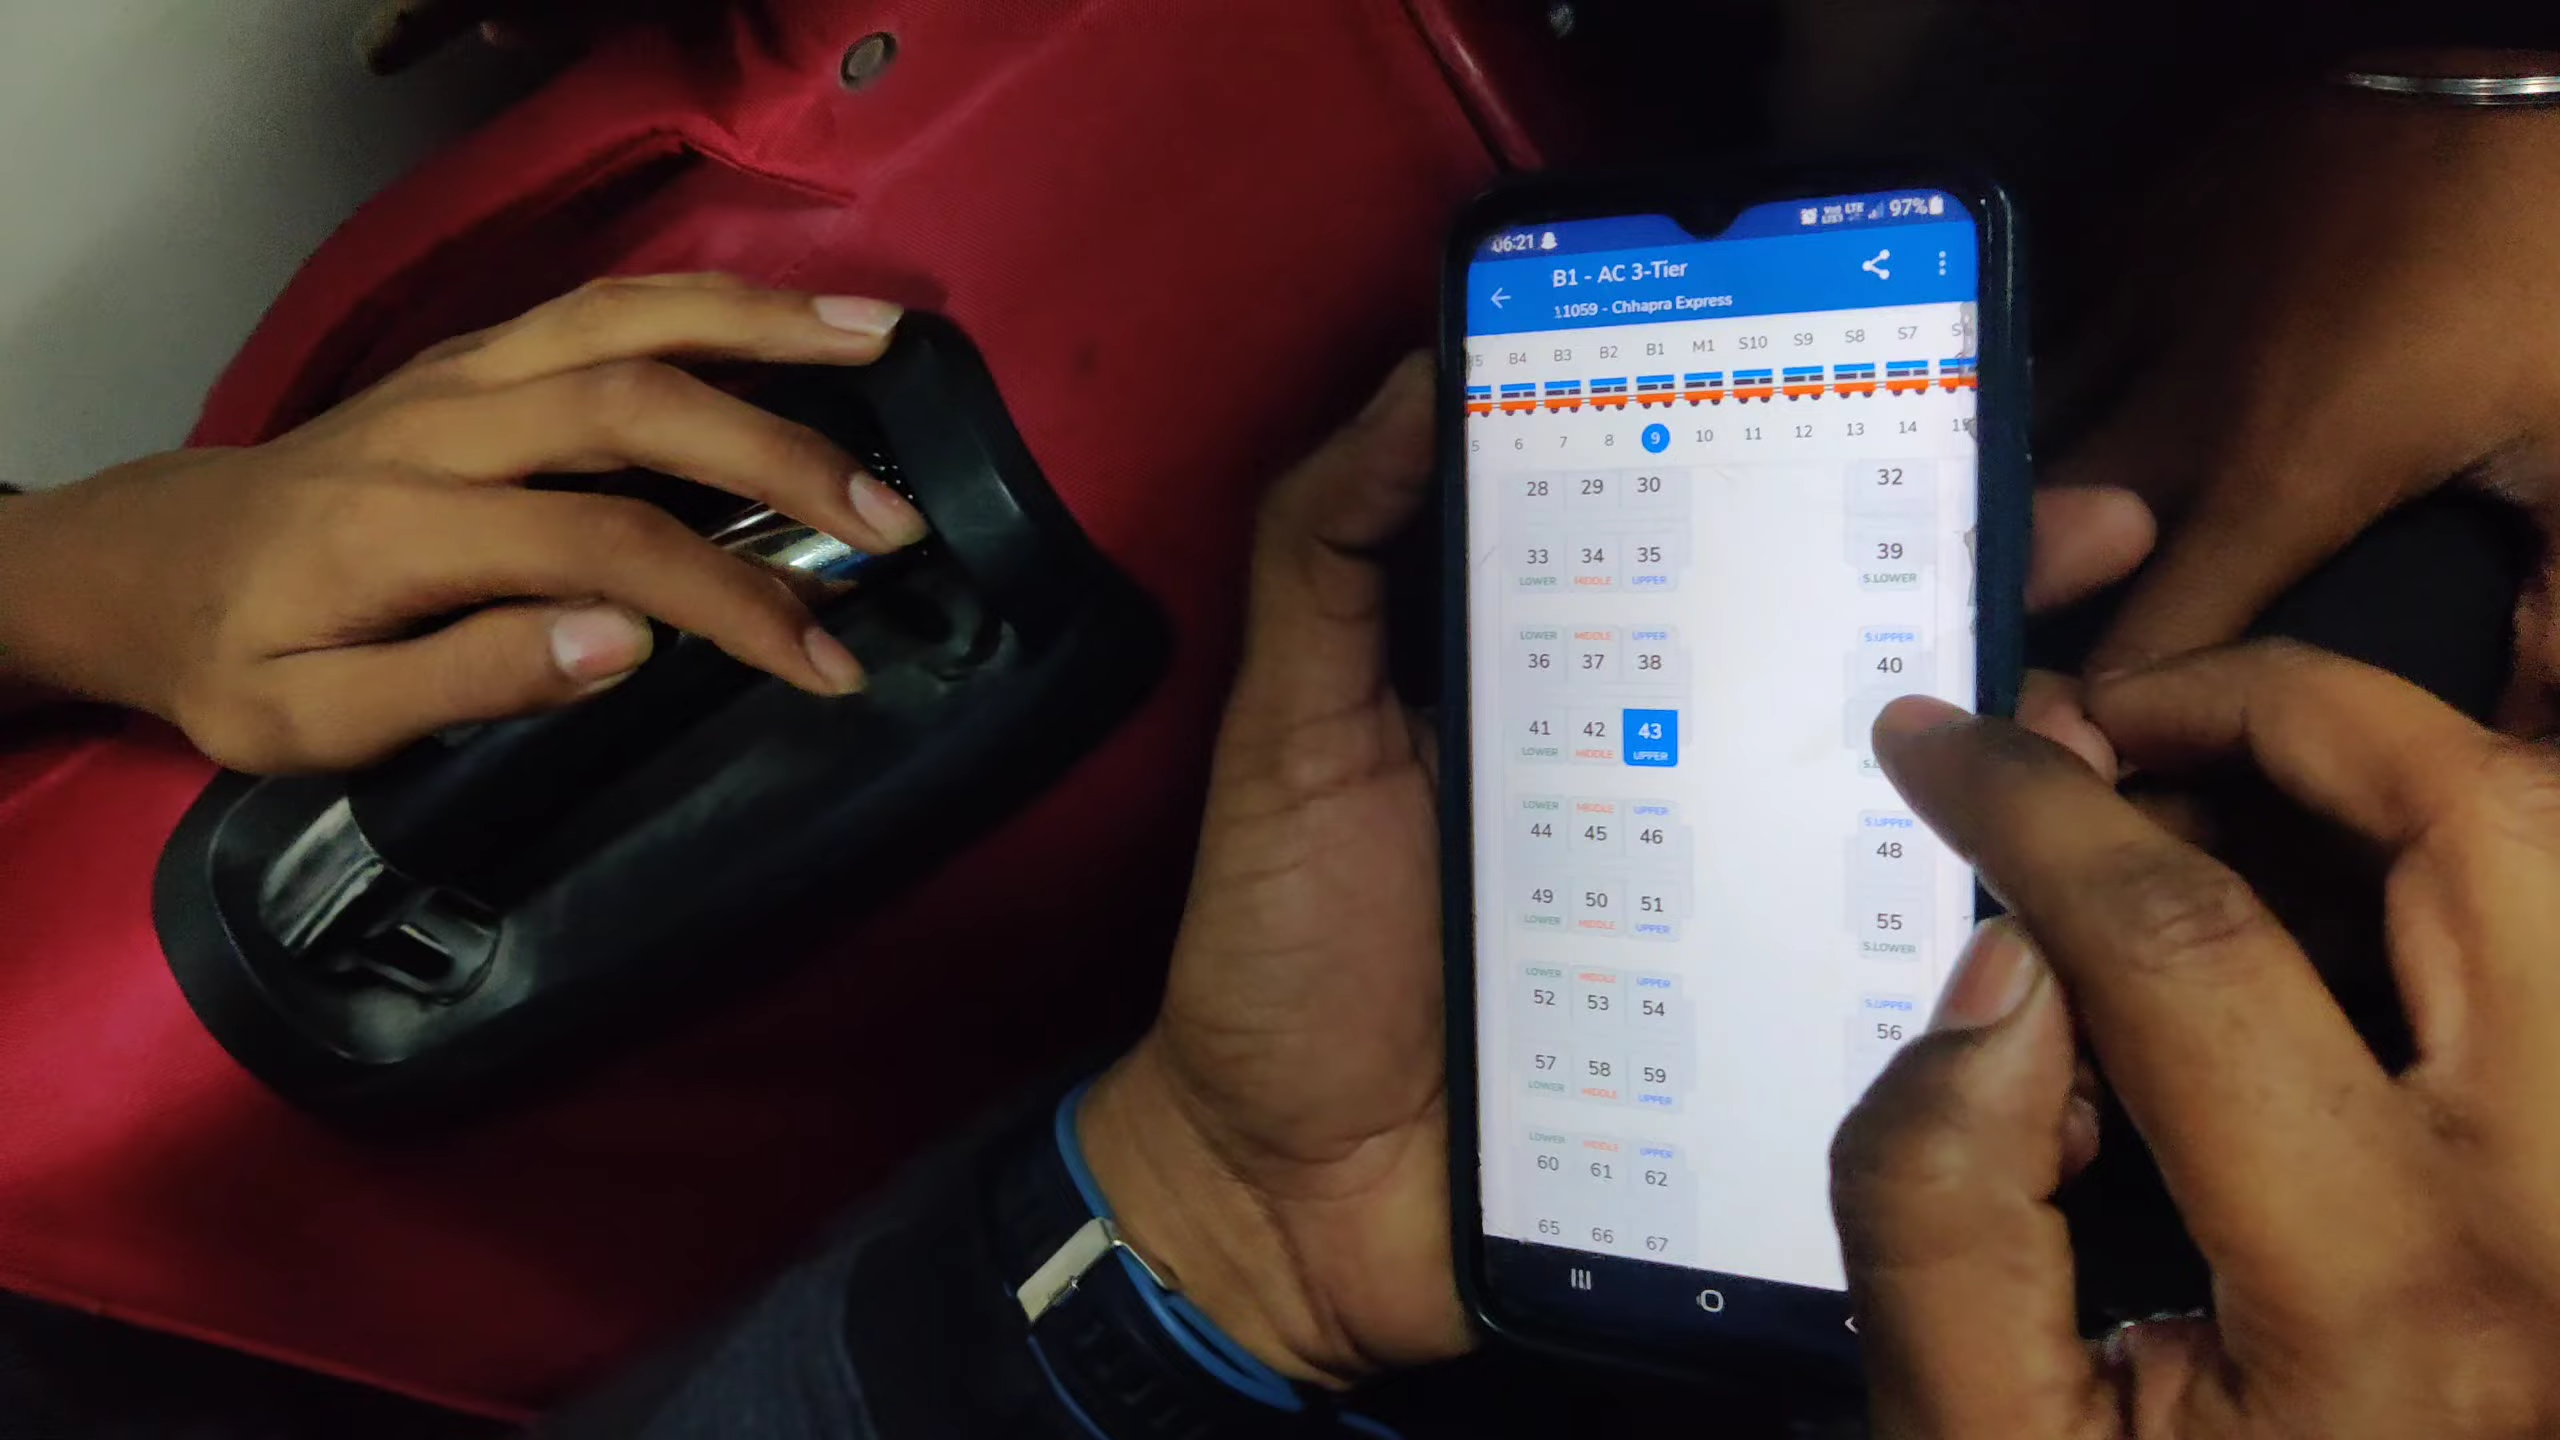 06:21 97%
B1 - AC 3-Tier
11059 - Chhapra Express
B4 B3 B2 B1 M1 S10 S9 S8 S7
5 6 7 8 9 10 11 12 13 14 15
28 29 30 32
33 34 35 39
LOWER MIDDLE UPPER S.LOWER
LOWER MIDDLE UPPER S.UPPER
36 37 38 40
41 42 43
LOWER MIDDLE UPPER
LOWER MIDDLE UPPER S.UPPER
44 45 46 48
49 50 51 55
LOWER MIDDLE UPPER S.LOWER
LOWER MIDDLE UPPER S.UPPER
52 53 54 56
57 58 59
LOWER MIDDLE UPPER
LOWER MIDDLE UPPER
60 61 62
65 66 67